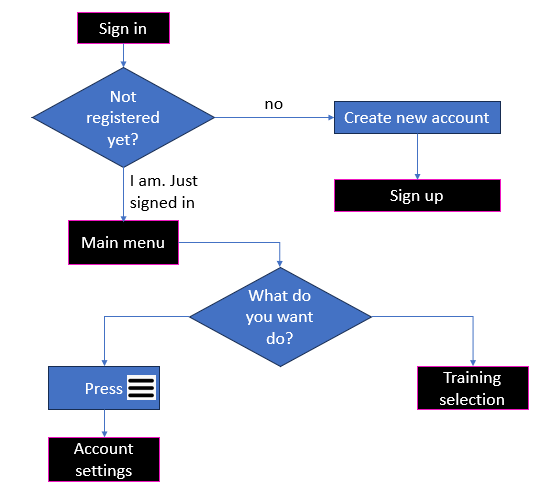 Sign in
Not
registered
yet?
no
Create new account
I am. Just
signed in
Sign up
Main menu
What do
you want
do?
Press
Training
selection
Account
settings